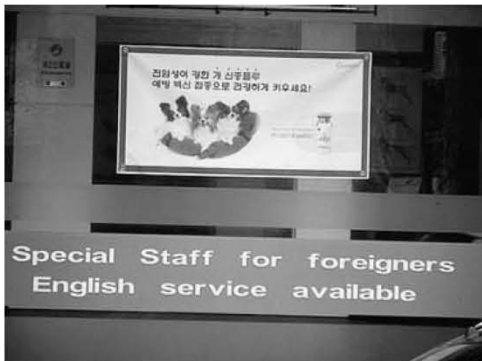 전염성이 강한 개 신종플루
예방 백신 접종으로 건강하게 키우세요!
Special Staff for foreigners
English service available